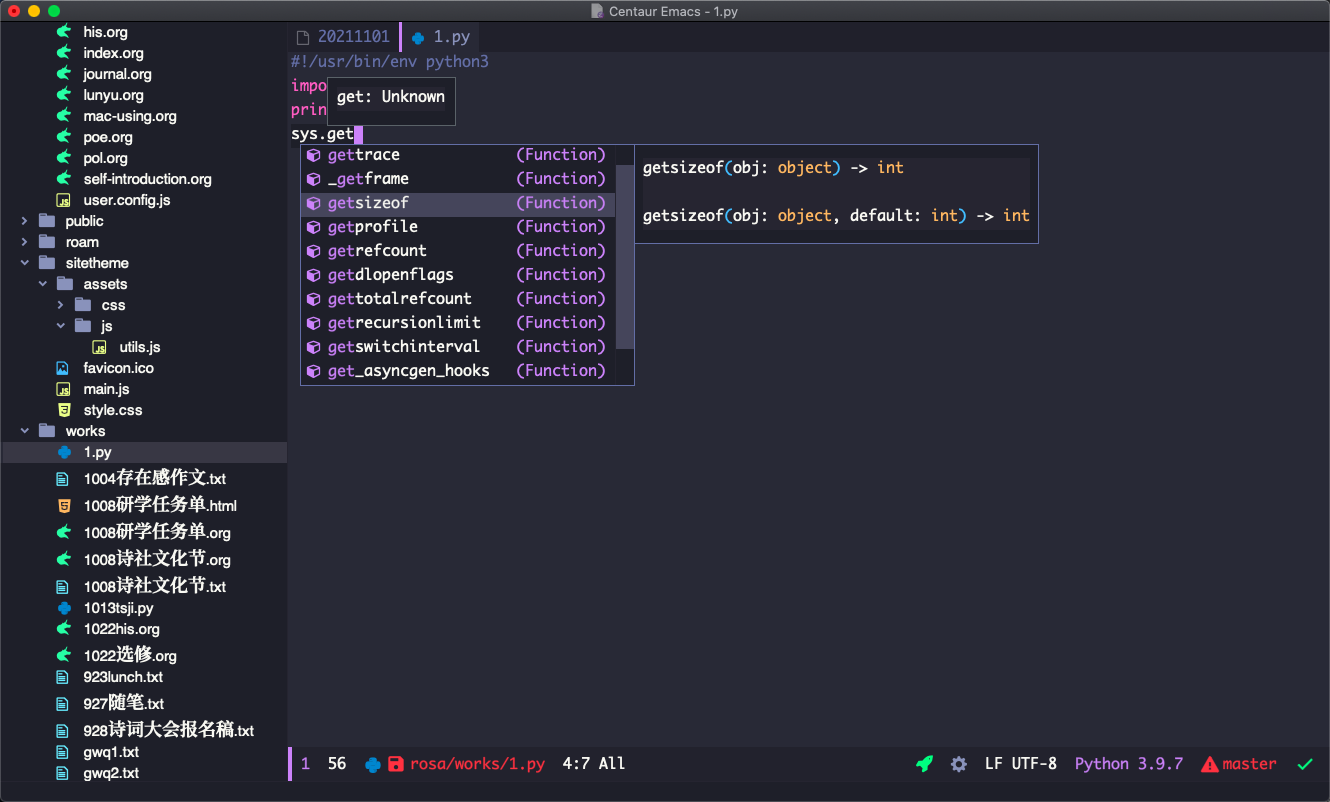 Centaur Emacs - 1.py
his.org
index.org
journal.org
lunyu.org
mac-using.org
poe.org
pol.org
self-introduction.org
user.config.js
public
roam
sitetheme
assets
css
js
utils.js
favicon.ico
main.js
style.css
works
1.py
1004存在感作文.txt
1008研学任务单.html
1008研学任务单.org
1008诗社文化节.org
1008诗社文化节.txt
1013tsji.py
1022his.org
1022选修.org
923lunch.txt
927随笔.txt
928诗词大会报名稿.txt
gwq1.txt
gwq2.txt
20211101 1.py
#!/usr/bin/env python3
impo
get: Unknown
prin
sys.get
gettrace (Function)
_getframe (Function)
getsizeof (Function)
getprofile (Function)
getrefcount (Function)
getdlopenflags (Function)
gettotalrefcount (Function)
getrecursionlimit (Function)
getswitchinterval (Function)
get_asyncgen_hooks (Function)
getsizeof(obj: object) -> int
getsizeof(obj: object, default: int) -> int
1 56 rosa/works/1.py 4:7 All LF UTF-8 Python 3.9.7 master